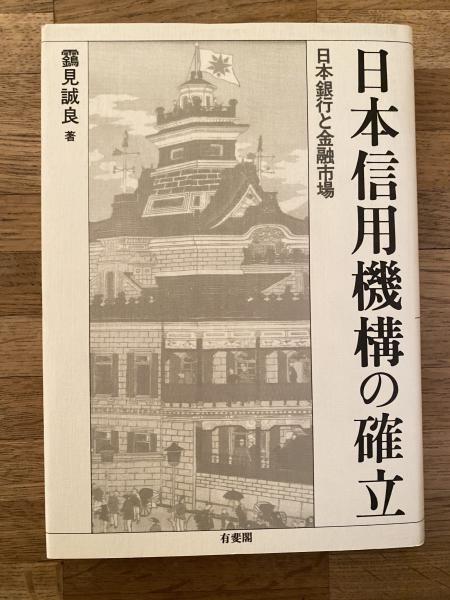 日本信用機構の確立
日本銀行と金融市場
靎見誠良 著
有斐閣